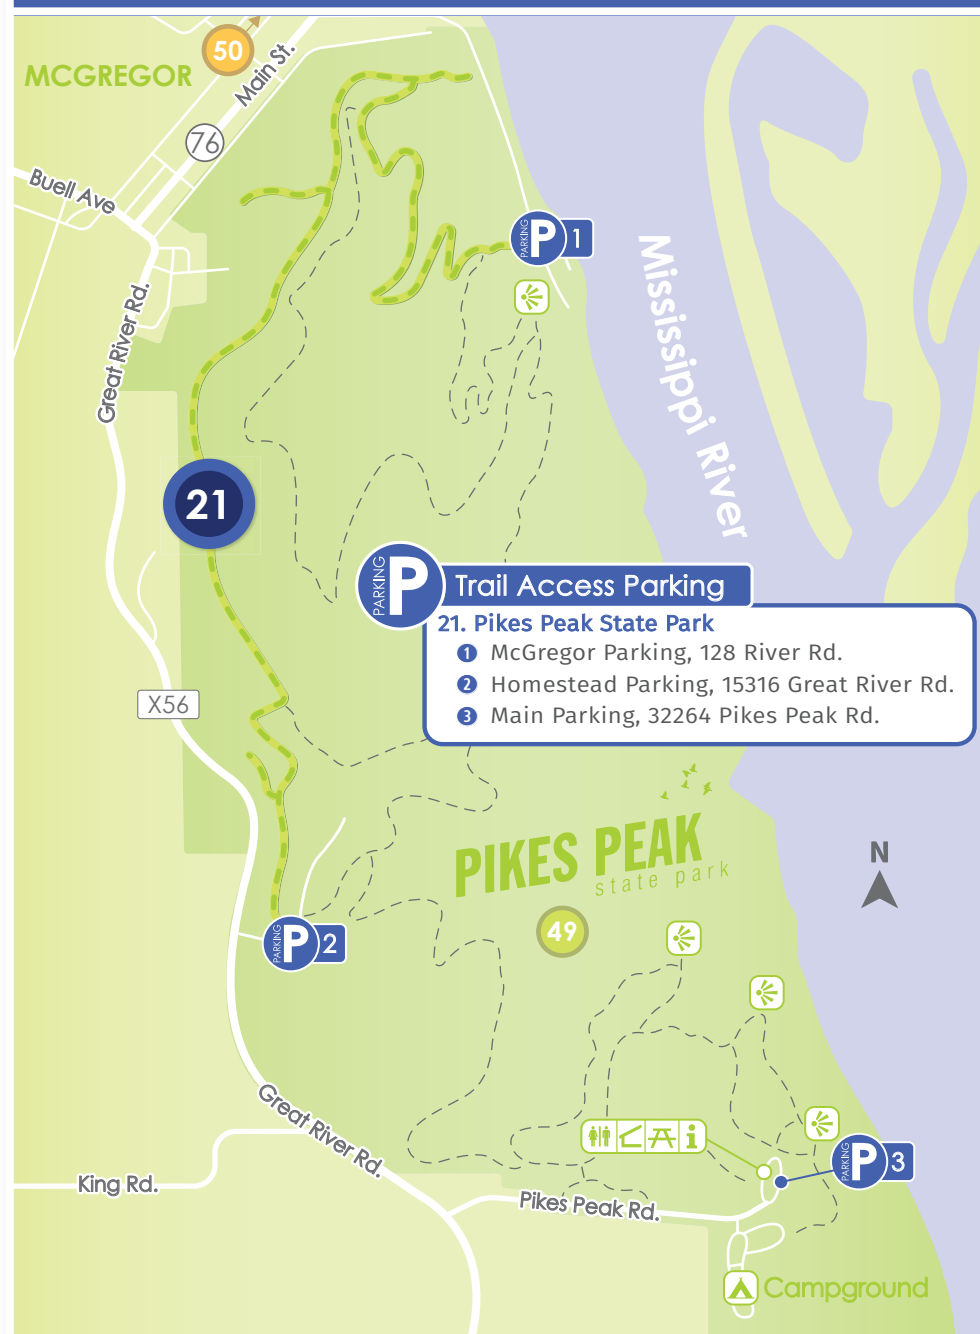 50
MCGREGOR
Main St.
76
Buell Ave
PARKING P 1
Great River Rd.
Mississippi River
21
PARKING P Trail Access Parking
21. Pikes Peak State Park
1 McGregor Parking, 128 River Rd.
2 Homestead Parking, 15316 Great River Rd.
3 Main Parking, 32264 Pikes Peak Rd.
X56
PIKES PEAK
state park
N
49
PARKING P 2
Great River Rd.
i
PARKING P 3
King Rd.
Pikes Peak Rd.
Campground